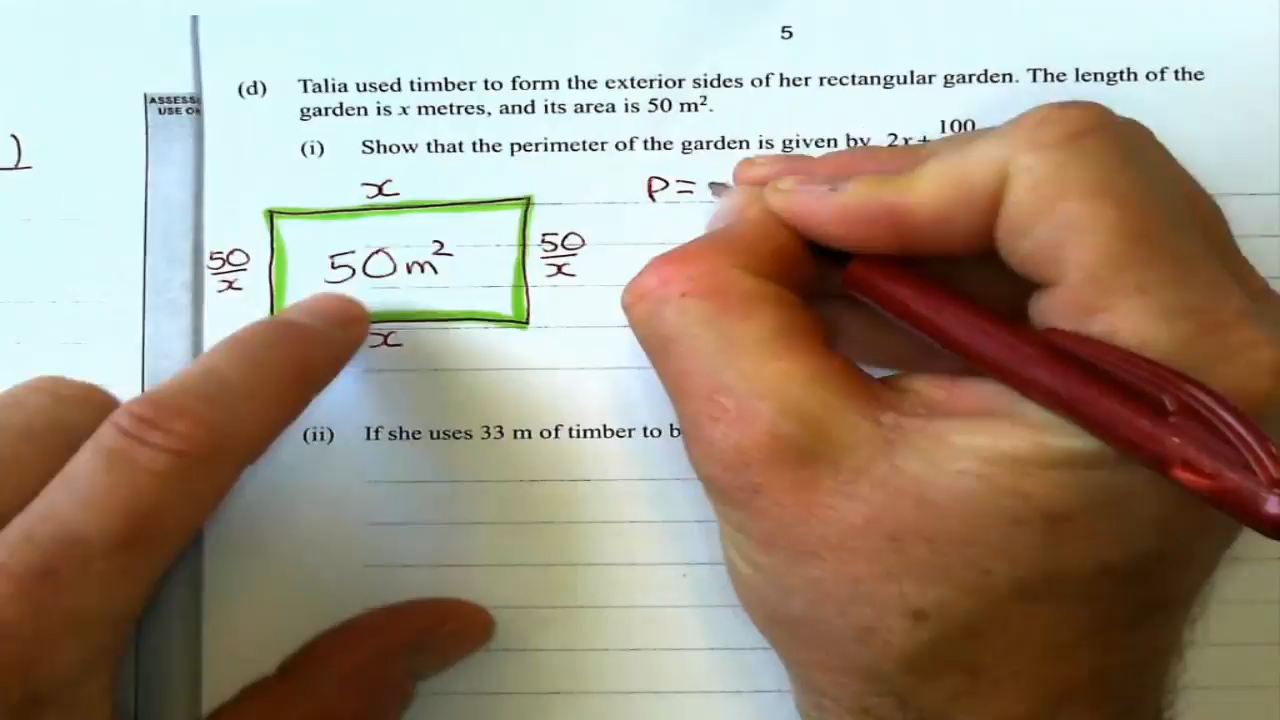 5
ASSESS
USE O
(d) Talia used timber to form the exterior sides of her rectangular garden. The length of the
garden is x metres, and its area is 50 m².
(i) Show that the perimeter of the garden is given by 2x + 100
)
x
P =
50/x
50m²
50/x
x
(ii) If she uses 33 m of timber to b